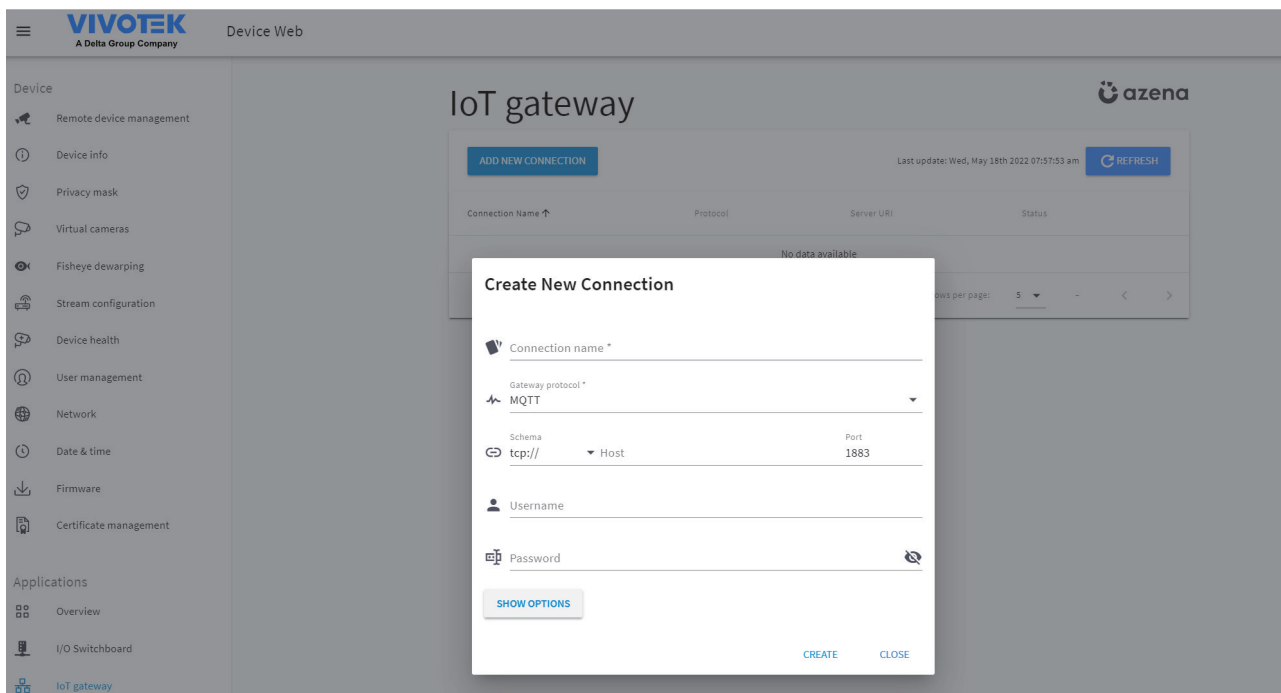 VIVOTEK
A Delta Group Company
Device Web
Device
Remote device management
Device info
Privacy mask
Virtual cameras
Fisheye dewarping
Stream configuration
Device health
User management
Network
Date & time
Firmware
Certificate management
Applications
Overview
I/O Switchboard
IoT gateway
IoT gateway
azena
ADD NEW CONNECTION
Last update: Wed, May 18th 2022 07:57:53 am
REFRESH
Connection Name Protocol Server URI Status
No data available
ows per page: 5 –
Create New Connection
Connection name *
Gateway protocol *
MQTT
Schema Port
tcp:// Host 1883
Username
Password
SHOW OPTIONS
CREATE CLOSE